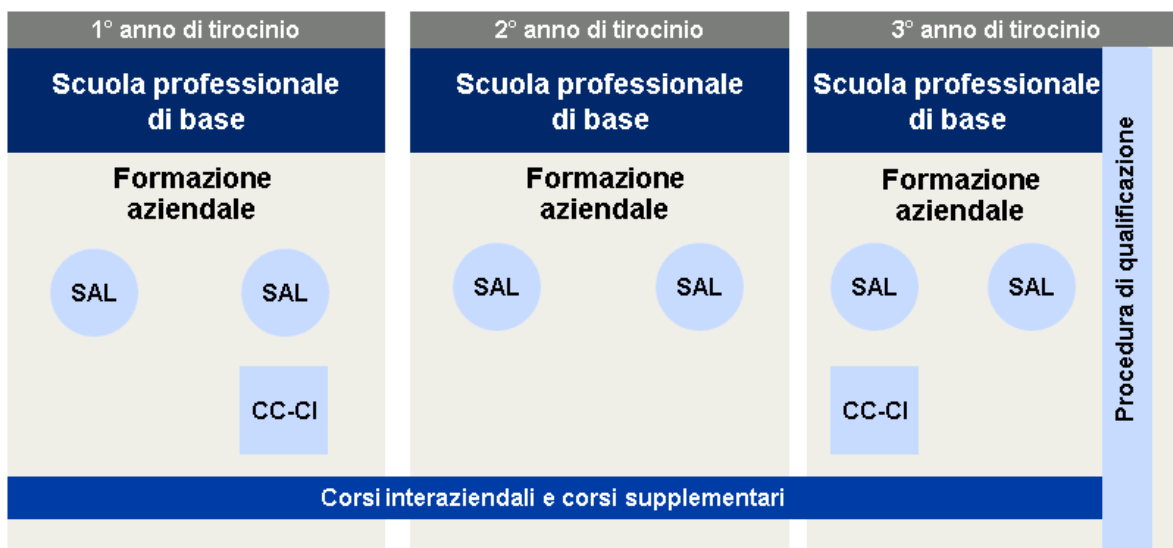 1° anno di tirocinio
Scuola professionale
di base
Formazione
aziendale
SAL
SAL
CC-CI
2° anno di tirocinio
Scuola professionale
di base
Formazione
aziendale
SAL
SAL
3° anno di tirocinio
Scuola professionale
di base
Formazione
aziendale
SAL
SAL
CC-CI
Procedura di qualificazione
Corsi interaziendali e corsi supplementari